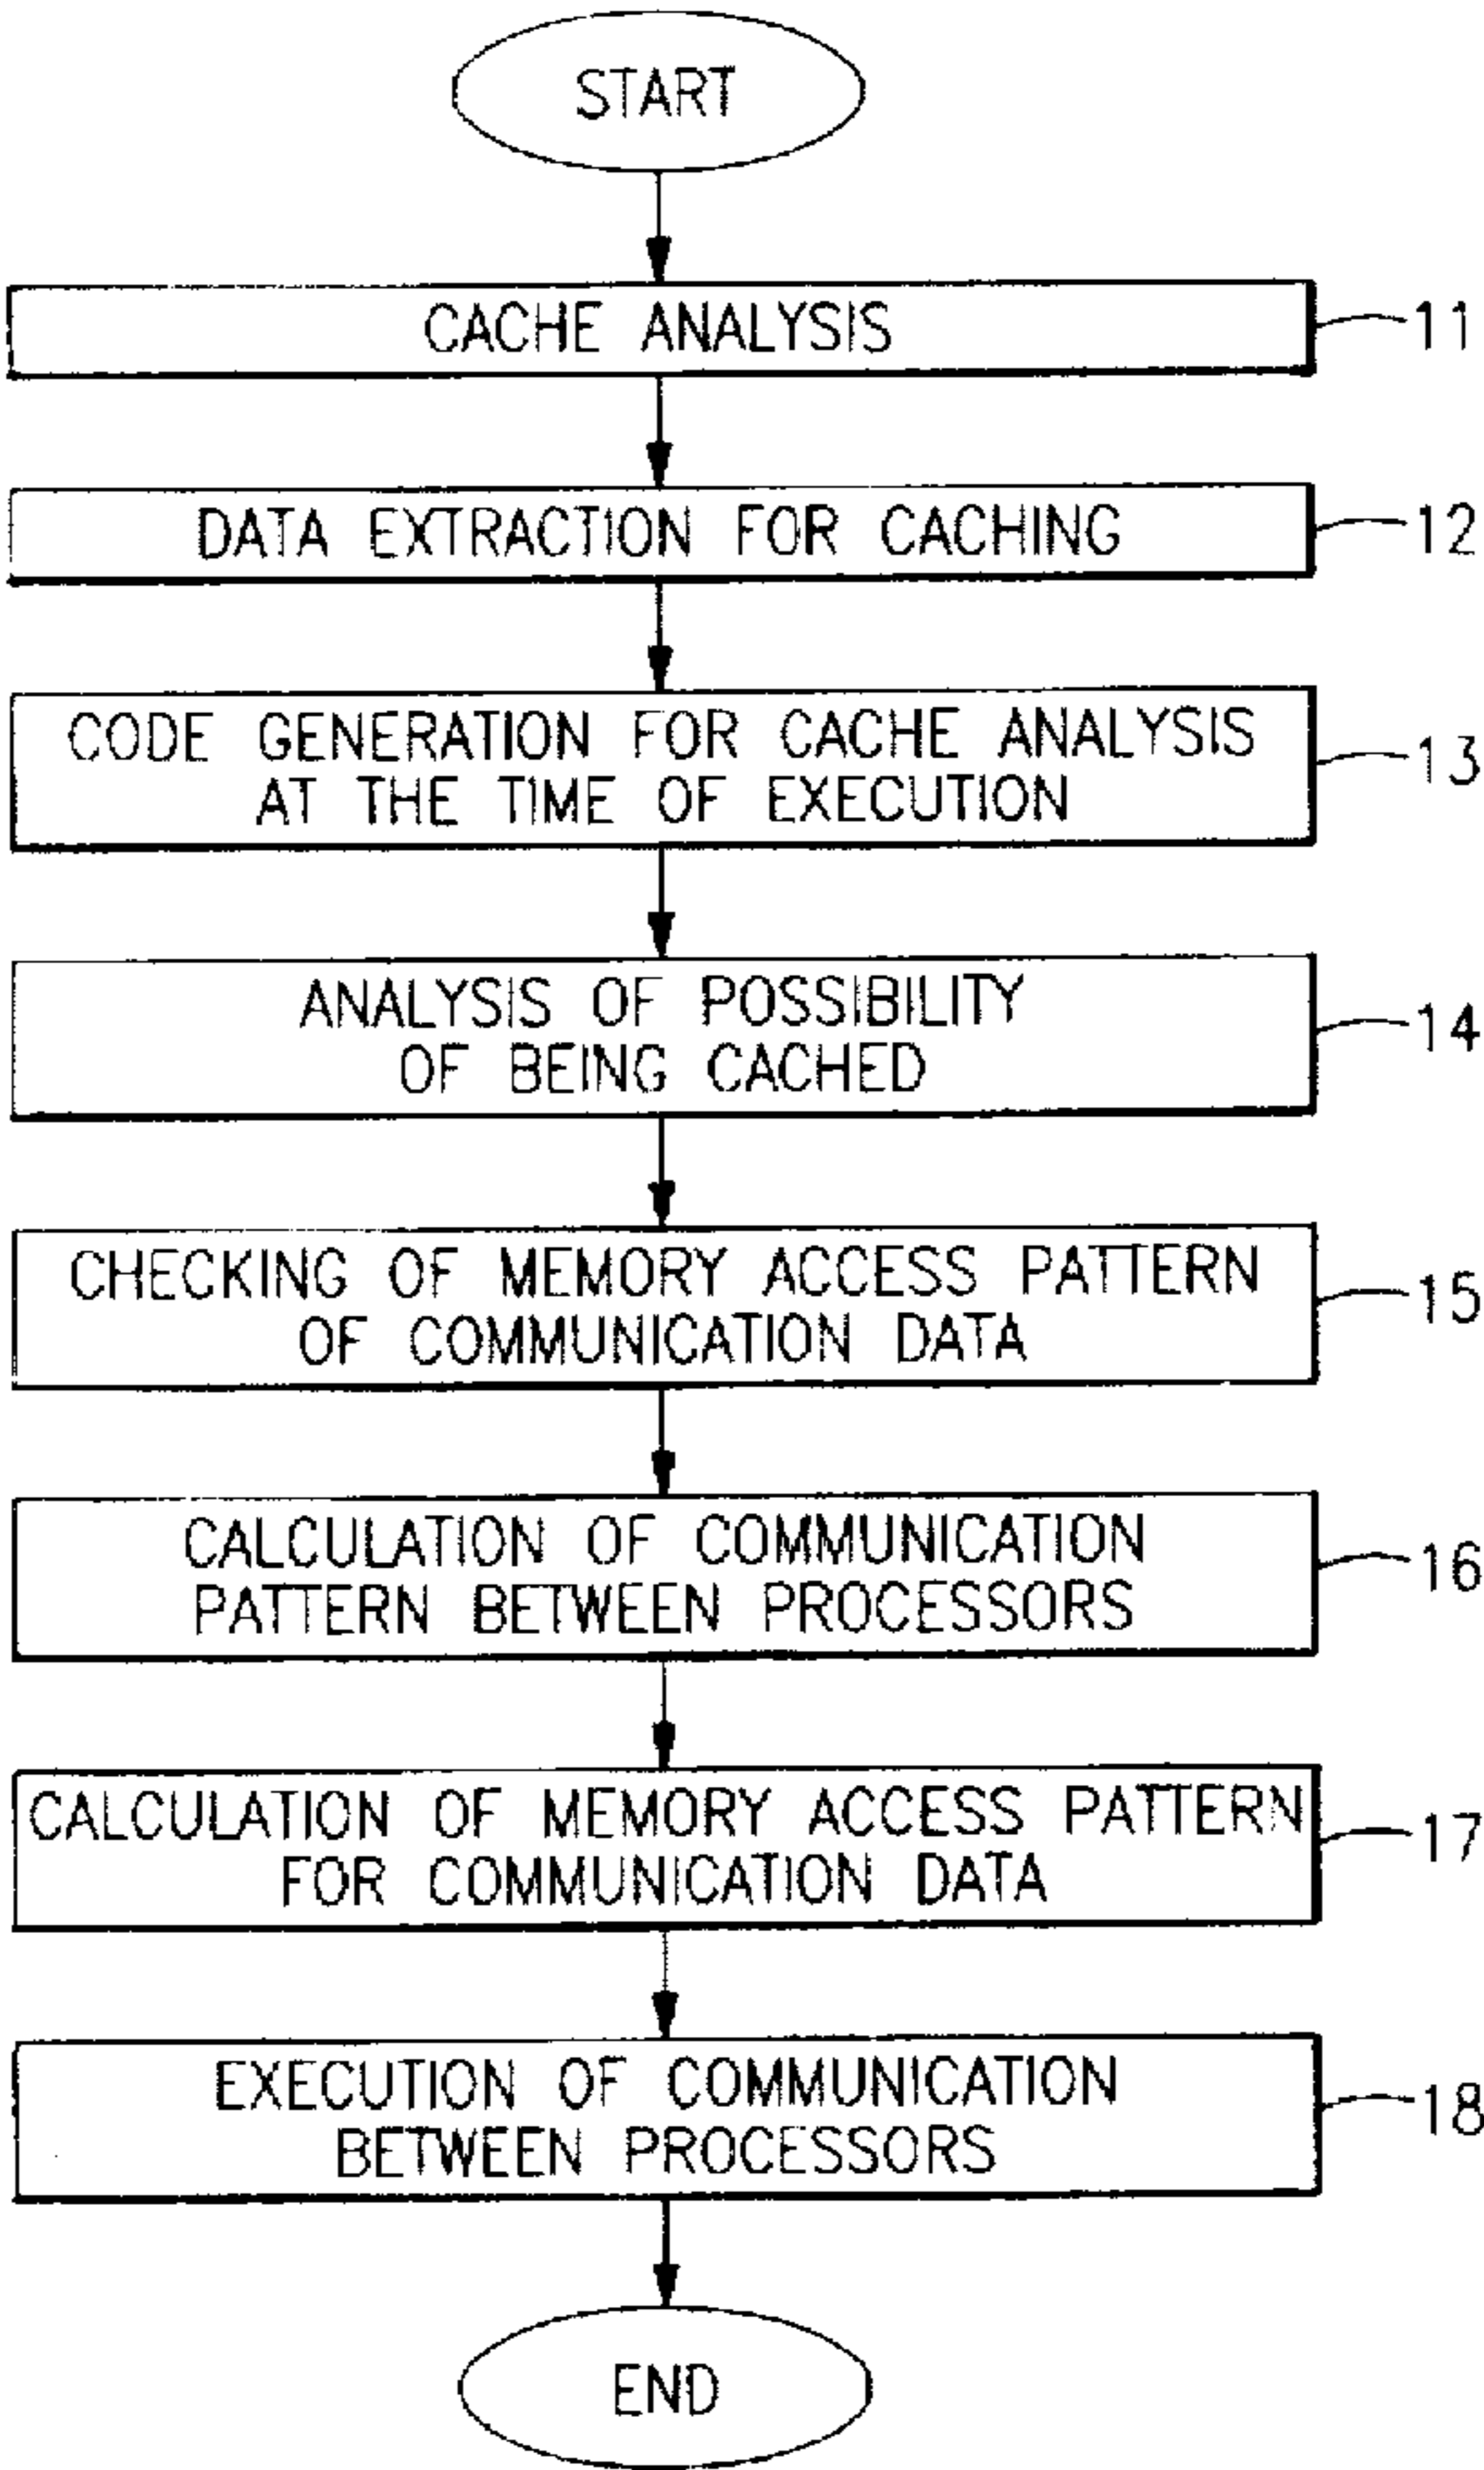 START
CACHE ANALYSIS
11
DATA EXTRACTION FOR CACHING
12
CODE GENERATION FOR CACHE ANALYSIS
AT THE TIME OF EXECUTION
13
ANALYSIS OF POSSIBILITY
OF BEING CACHED
14
CHECKING OF MEMORY ACCESS PATTERN
OF COMMUNICATION DATA
15
CALCULATION OF COMMUNICATION
PATTERN BETWEEN PROCESSORS
16
CALCULATION OF MEMORY ACCESS PATTERN
FOR COMMUNICATION DATA
17
EXECUTION OF COMMUNICATION
BETWEEN PROCESSORS
18
END